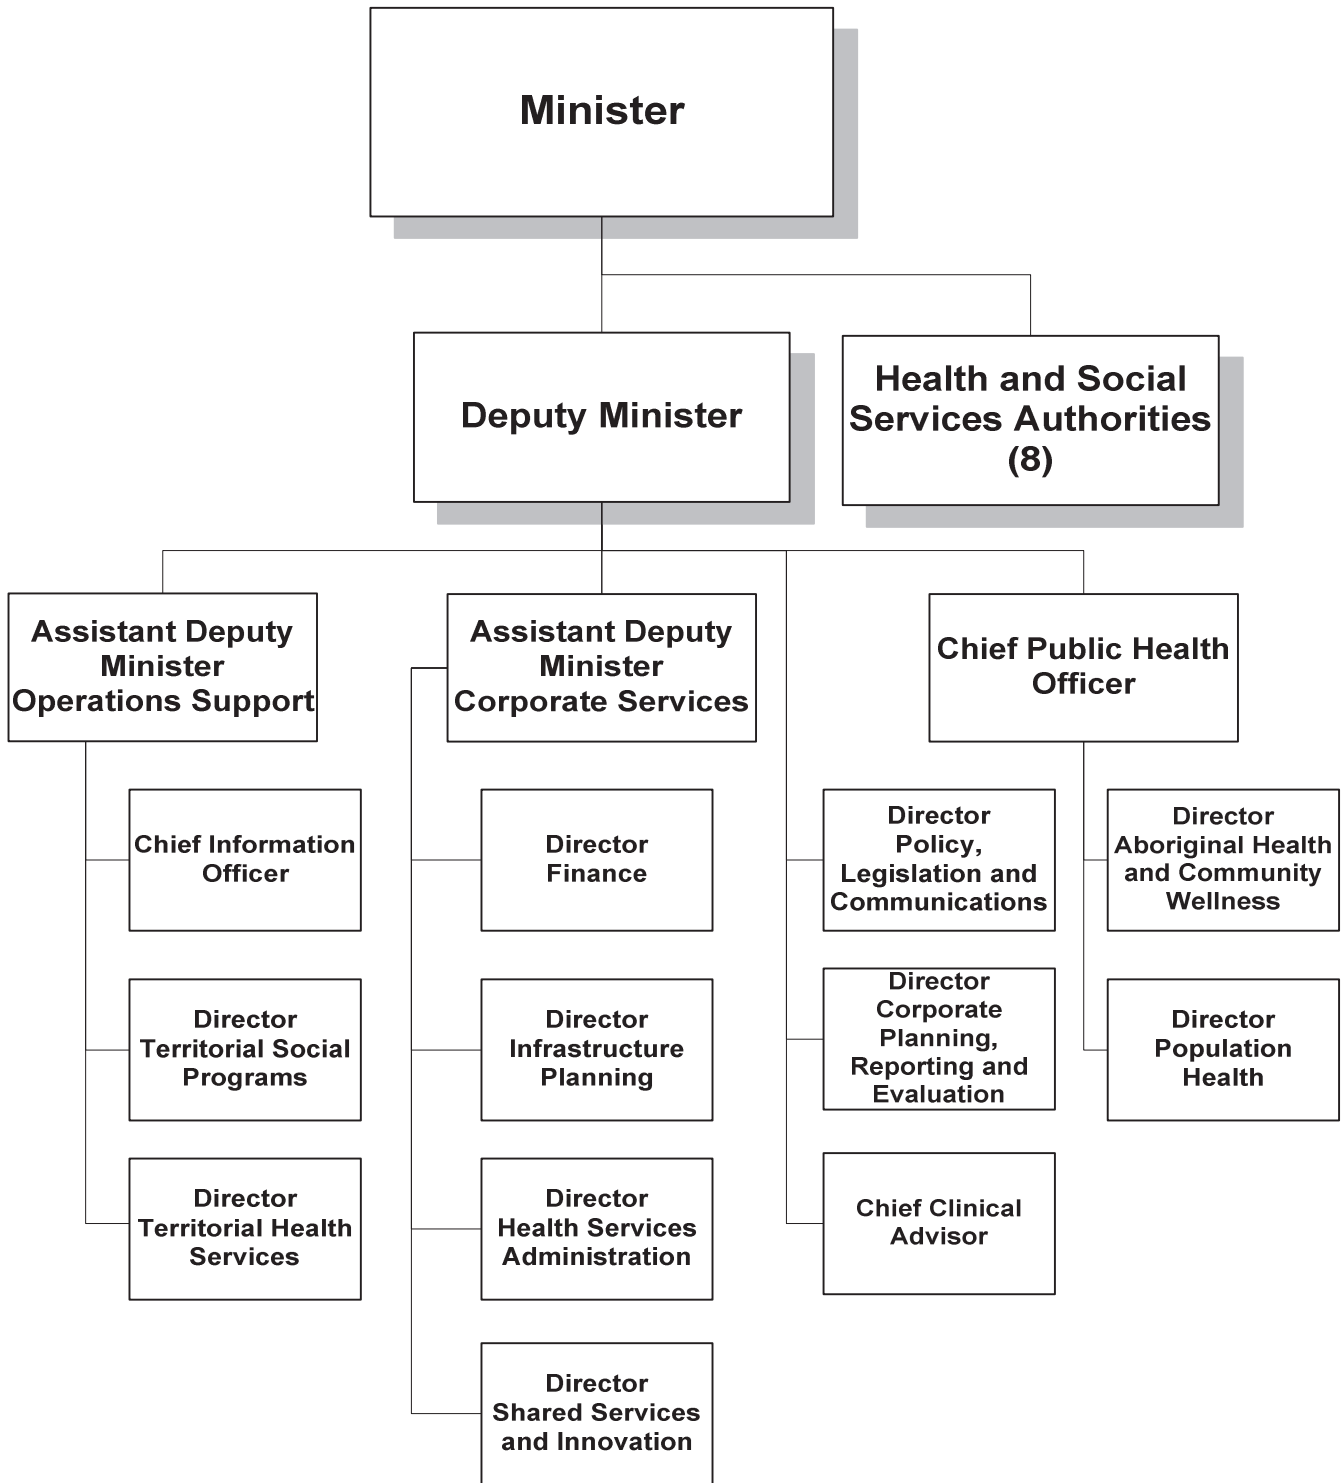 Minister
Deputy Minister
Health and Social
Services Authorities
(8)
Assistant Deputy
Minister
Operations Support
Assistant Deputy
Minister
Corporate Services
Chief Public Health
Officer
Chief Information
Officer
Director
Finance
Director
Policy,
Legislation and
Communications
Director
Aboriginal Health
and Community
Wellness
Director
Territorial Social
Programs
Director
Infrastructure
Planning
Director
Corporate
Planning,
Reporting and
Evaluation
Director
Population
Health
Director
Territorial Health
Services
Director
Health Services
Administration
Chief Clinical
Advisor
Director
Shared Services
and Innovation